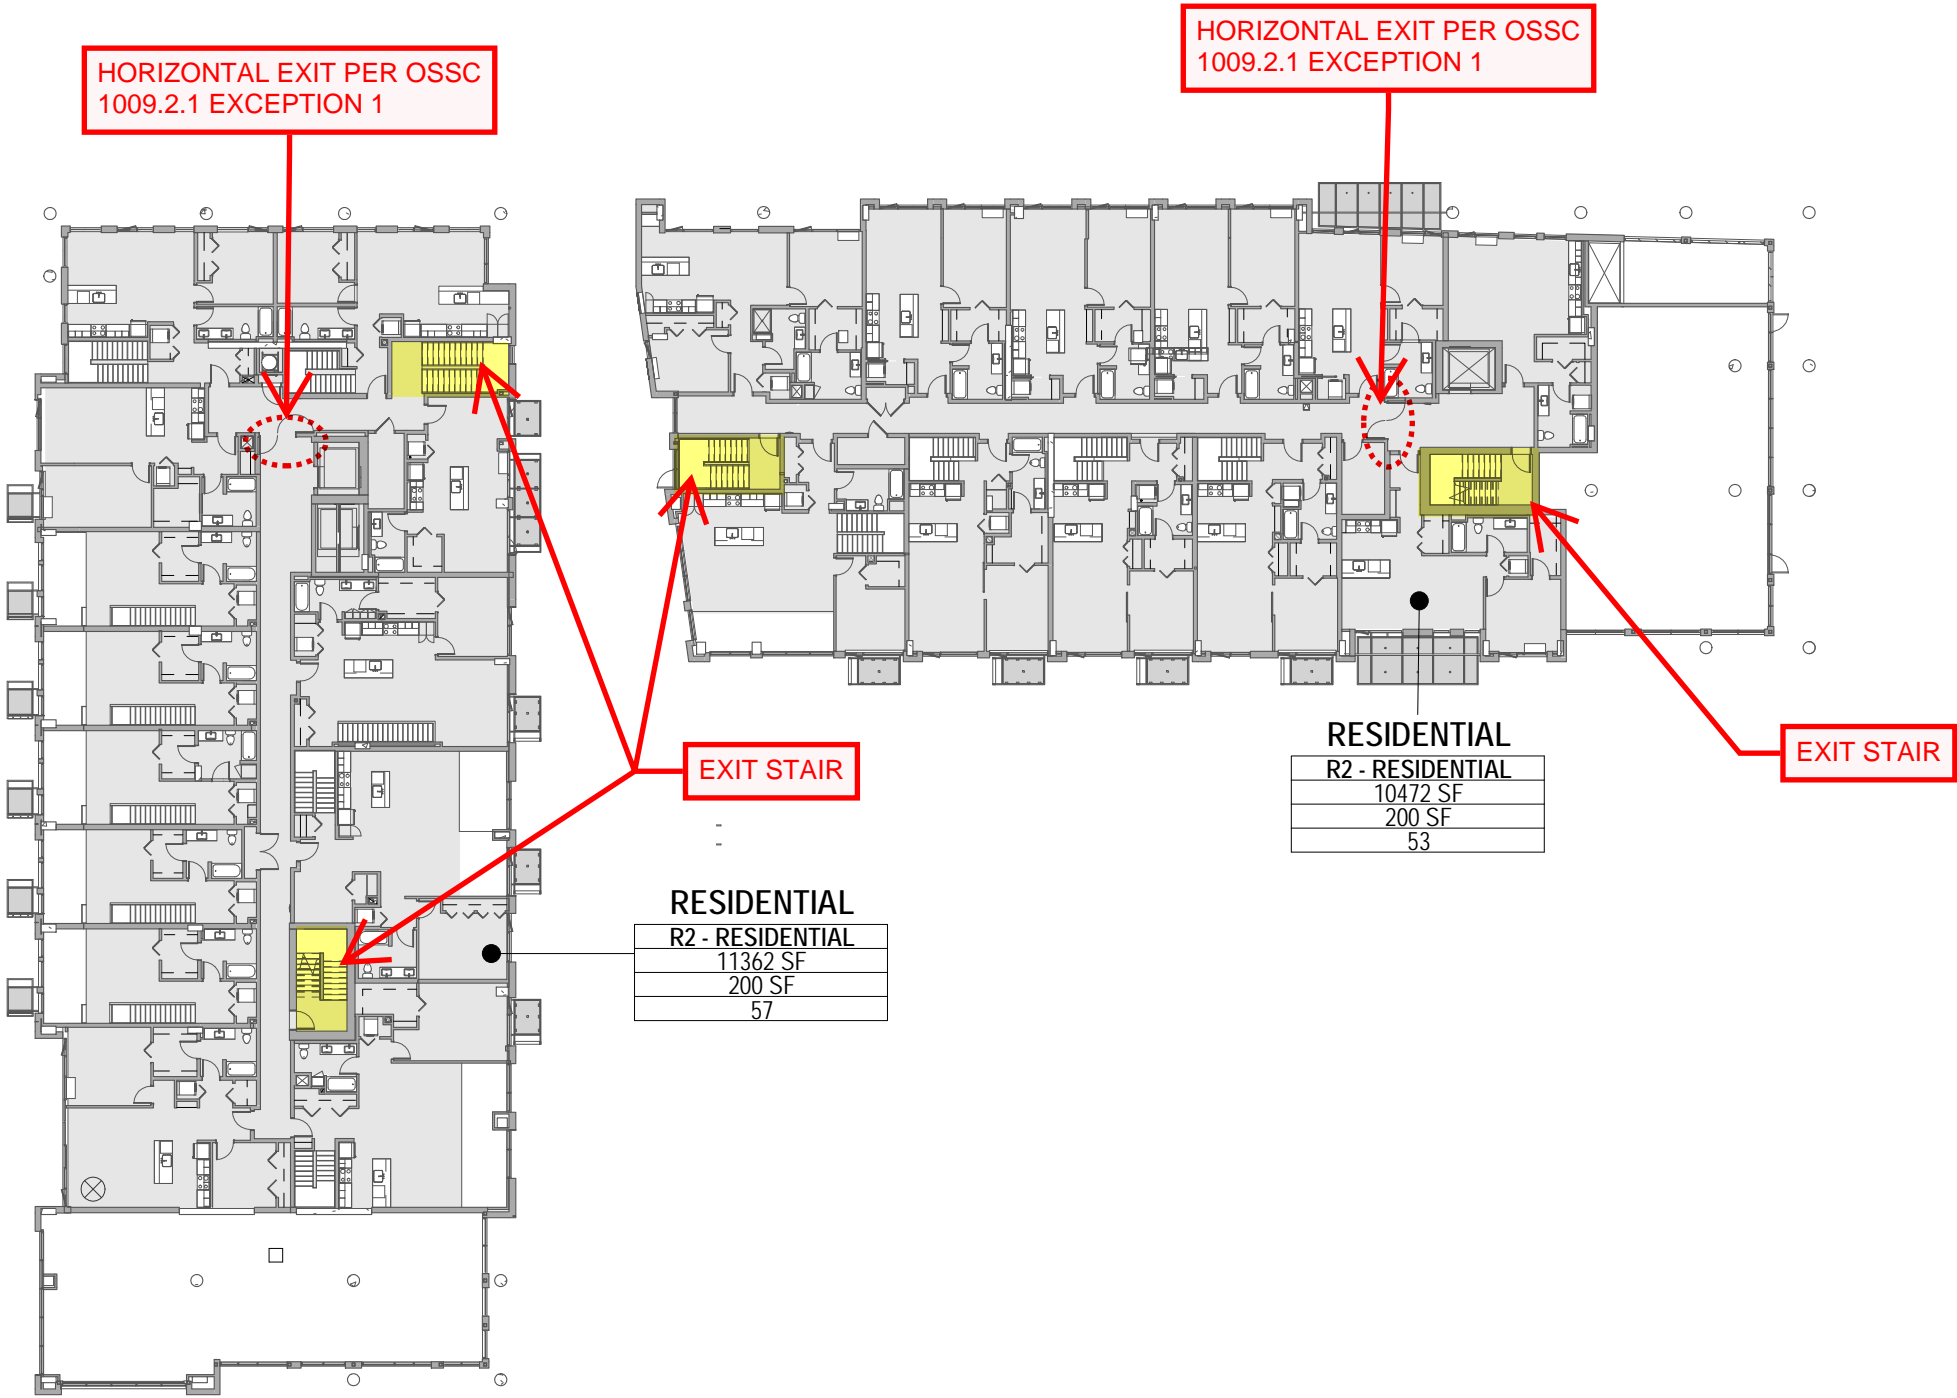 HORIZONTAL EXIT PER OSSC
1009.2.1 EXCEPTION 1
HORIZONTAL EXIT PER OSSC
1009.2.1 EXCEPTION 1
EXIT STAIR
RESIDENTIAL
R2 - RESIDENTIAL
10472 SF
200 SF
53
EXIT STAIR
-
-
RESIDENTIAL
R2 - RESIDENTIAL
11362 SF
200 SF
57